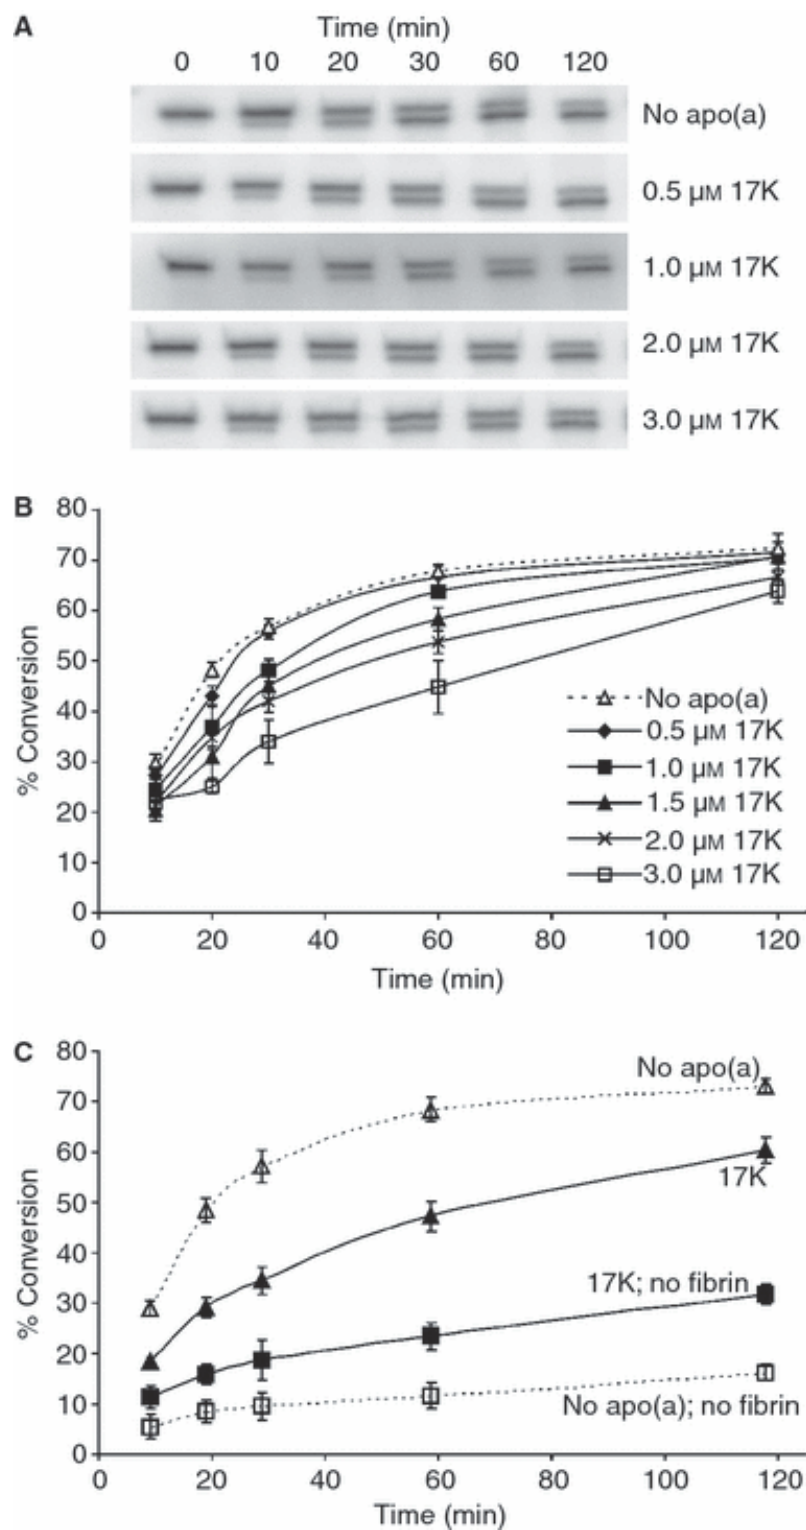 A
Time (min)
0 10 20 30 60 120
No apo(a)
0.5 µM 17K
1.0 µM 17K
2.0 µM 17K
3.0 µM 17K
B
80
70
60
50
40
30
20
10
0
% Conversion
No apo(a)
0.5 µM 17K
1.0 µM 17K
1.5 µM 17K
2.0 µM 17K
3.0 µM 17K
0 20 40 60 80 100 120
Time (min)
C
80
70
60
50
40
30
20
10
0
% Conversion
No apo(a)
17K
17K; no fibrin
No apo(a); no fibrin
0 20 40 60 80 100 120
Time (min)